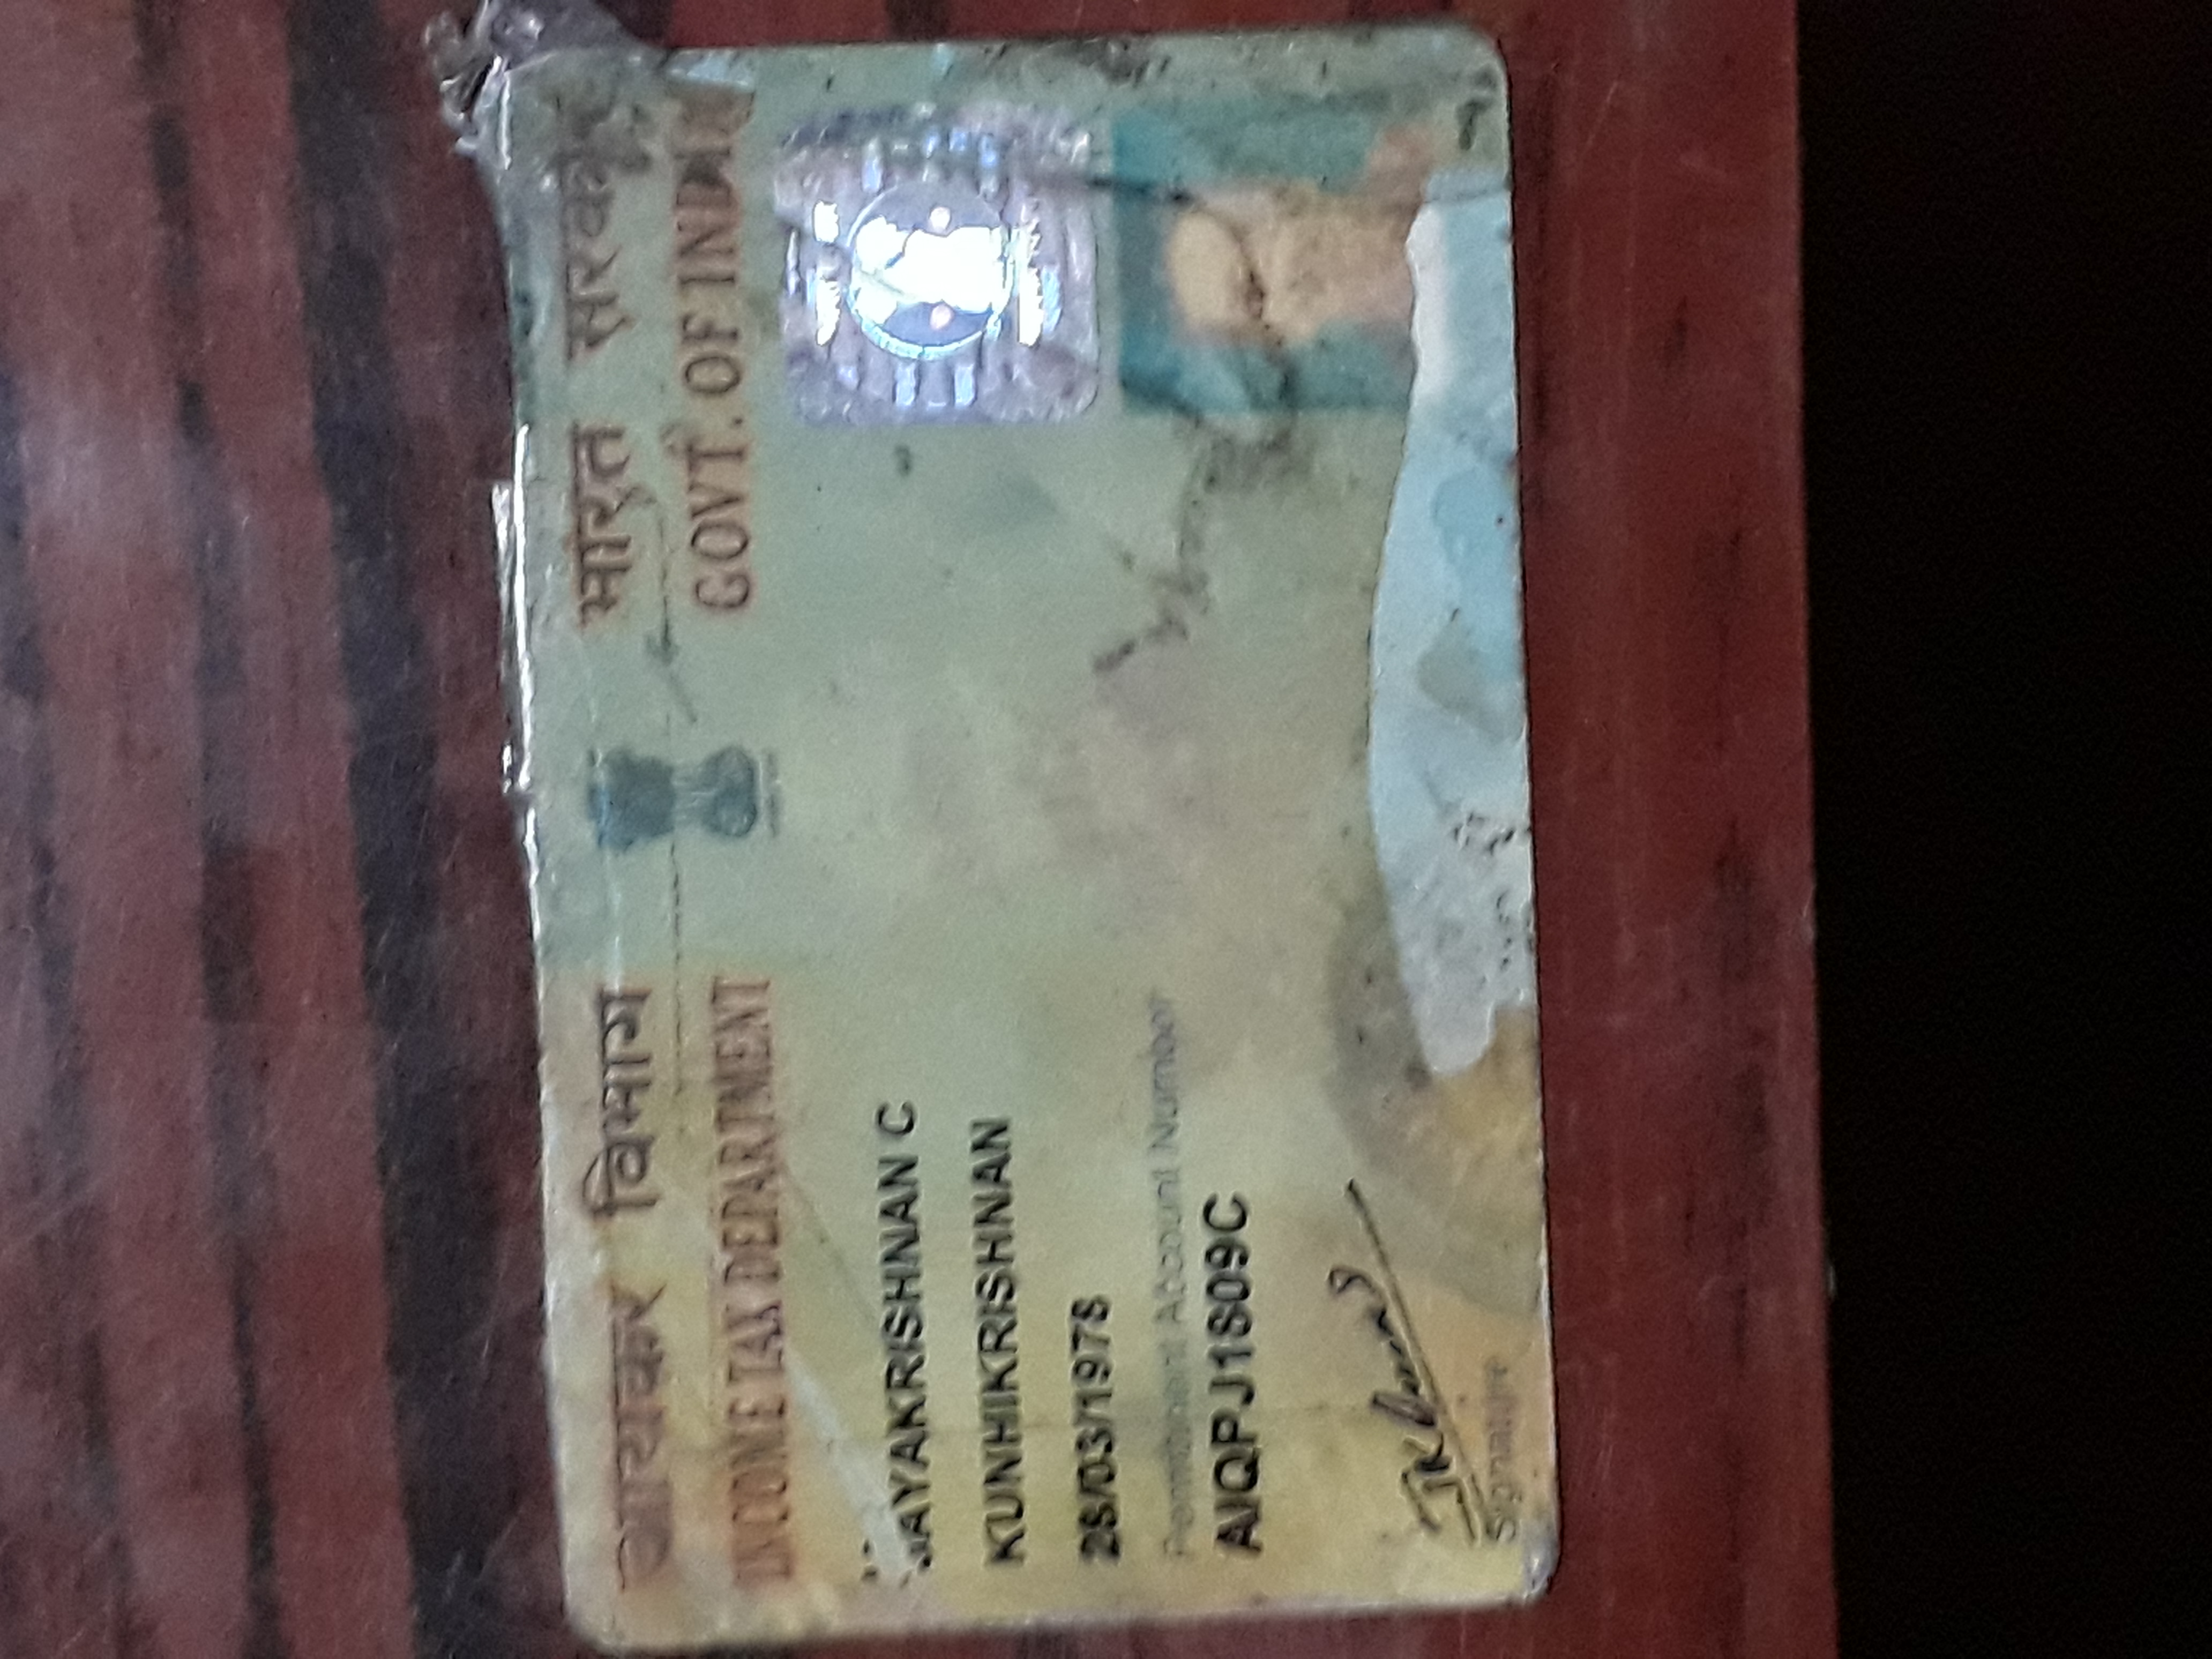 आयकर विभाग
INCOME TAX DEPARTMENT
भारत सरकार
GOVT. OF INDIA
JAYAKRISHNAN C
KUNHIKRISHNAN
28/03/1978
Permanent Account Number
AIQPJ1809C
Signature